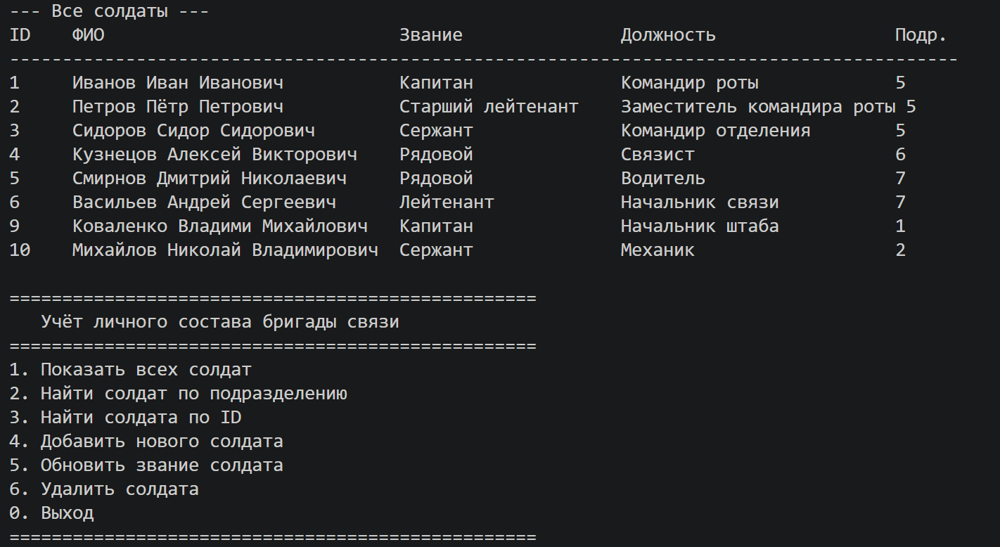 --- Все солдаты ---
ID    ФИО                            Звание               Должность                 Подр.
------------------------------------------------------------------------------------------
1     Иванов Иван Иванович           Капитан              Командир роты             5
2     Петров Пётр Петрович           Старший лейтенант    Заместитель командира роты 5
3     Сидоров Сидор Сидорович        Сержант              Командир отделения        5
4     Кузнецов Алексей Викторович    Рядовой              Связист                   6
5     Смирнов Дмитрий Николаевич     Рядовой              Водитель                  7
6     Васильев Андрей Сергеевич      Лейтенант            Начальник связи           7
9     Коваленко Владими Михайлович   Капитан              Начальник штаба           1
10    Михайлов Николай Владимирович  Сержант              Механик                   2

==================================================
   Учёт личного состава бригады связи
==================================================
1. Показать всех солдат
2. Найти солдат по подразделению
3. Найти солдата по ID
4. Добавить нового солдата
5. Обновить звание солдата
6. Удалить солдата
0. Выход
==================================================